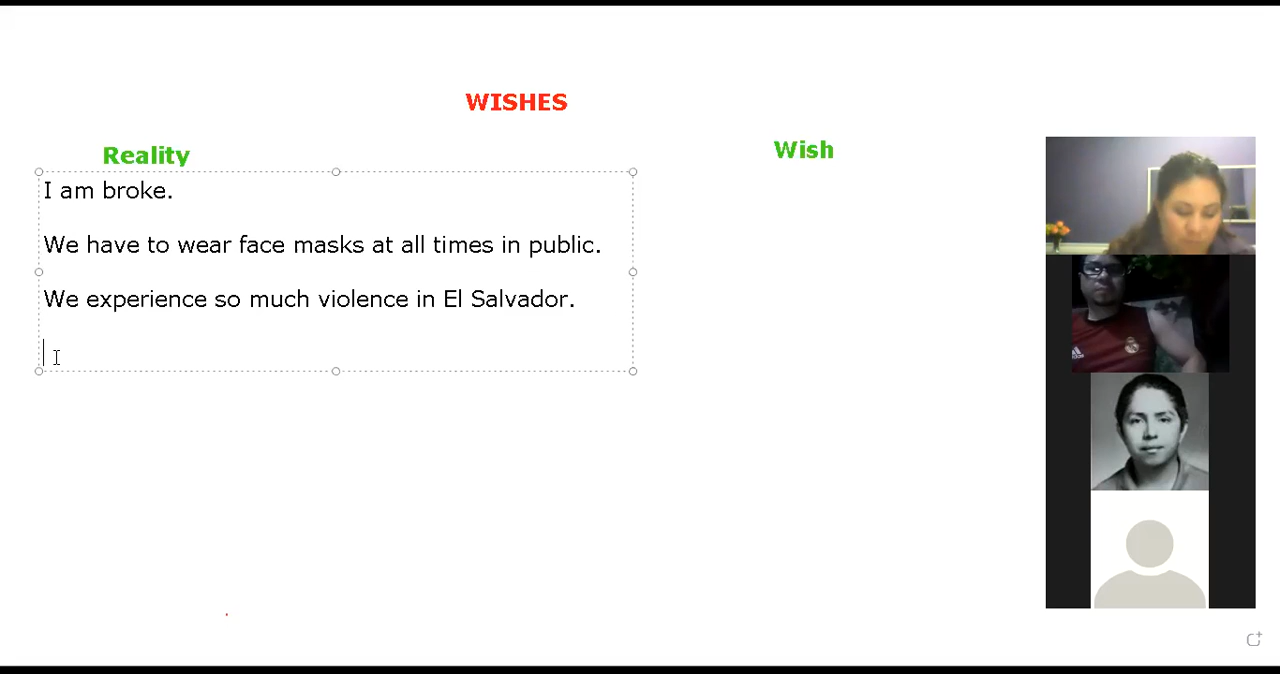 WISHES
Reality
Wish
I am broke.
We have to wear face masks at all times in public.
We experience so much violence in El Salvador.